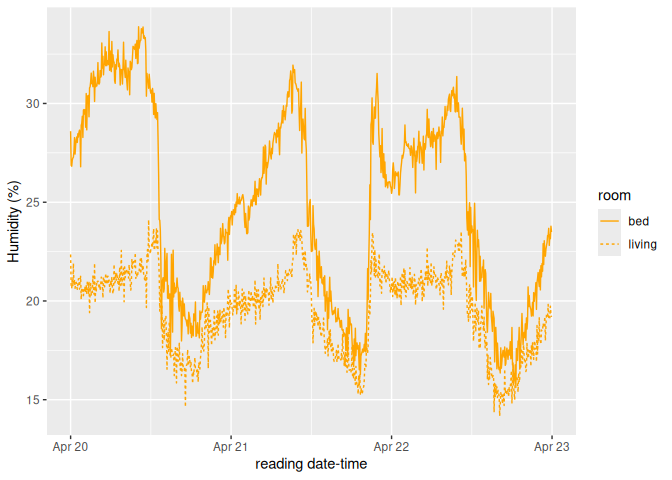 30
25
20
15
Humidity (%)
Apr 20
Apr 21
Apr 22
Apr 23
reading date-time
room
bed
living